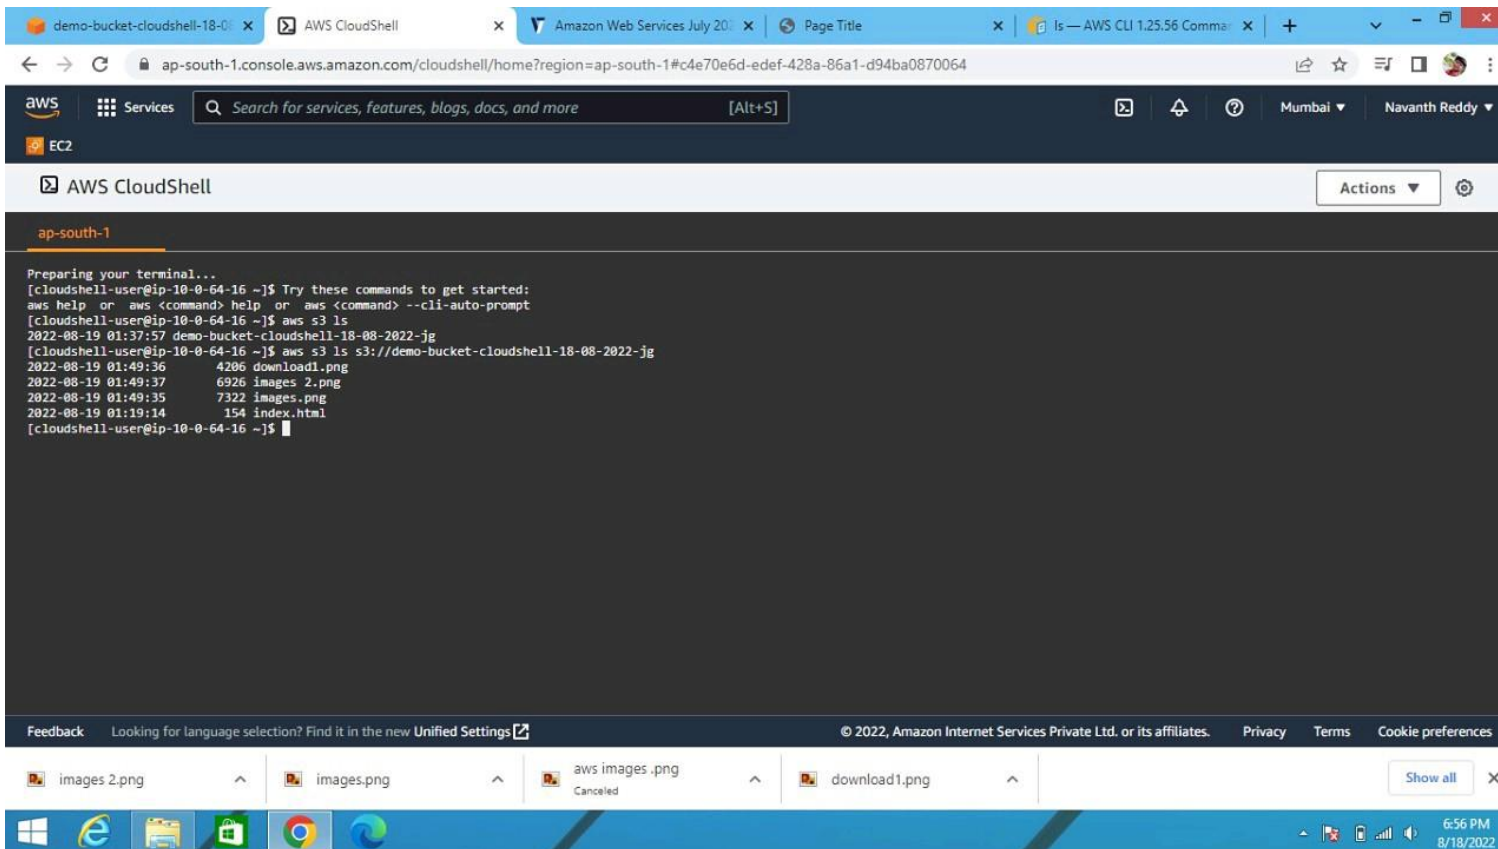 demo-bucket-cloudshell-18-0
AWS CloudShell
Amazon Web Services July 202
Page Title
ls — AWS CLI 1.25.56 Comma
ap-south-1.console.aws.amazon.com/cloudshell/home?region=ap-south-1#c4e70e6d-edef-428a-86a1-d94ba0870064
aws
Services
Search for services, features, blogs, docs, and more
[Alt+S]
Mumbai ▼
Navanth Reddy ▼
EC2
AWS CloudShell
Actions ▼
ap-south-1
Preparing your terminal...
[cloudshell-user@ip-10-0-64-16 ~]$ Try these commands to get started:
aws help  or  aws <command> help  or  aws <command> --cli-auto-prompt
[cloudshell-user@ip-10-0-64-16 ~]$ aws s3 ls
2022-08-19 01:37:57 demo-bucket-cloudshell-18-08-2022-jg
[cloudshell-user@ip-10-0-64-16 ~]$ aws s3 ls s3://demo-bucket-cloudshell-18-08-2022-jg
2022-08-19 01:49:36       4206 download1.png
2022-08-19 01:49:37       6926 images 2.png
2022-08-19 01:49:35       7322 images.png
2022-08-19 01:19:14        154 index.html
[cloudshell-user@ip-10-0-64-16 ~]$
Feedback
Looking for language selection? Find it in the new Unified Settings
© 2022, Amazon Internet Services Private Ltd. or its affiliates.
Privacy
Terms
Cookie preferences
images 2.png
images.png
aws images .png
Canceled
download1.png
Show all
6:56 PM
8/18/2022